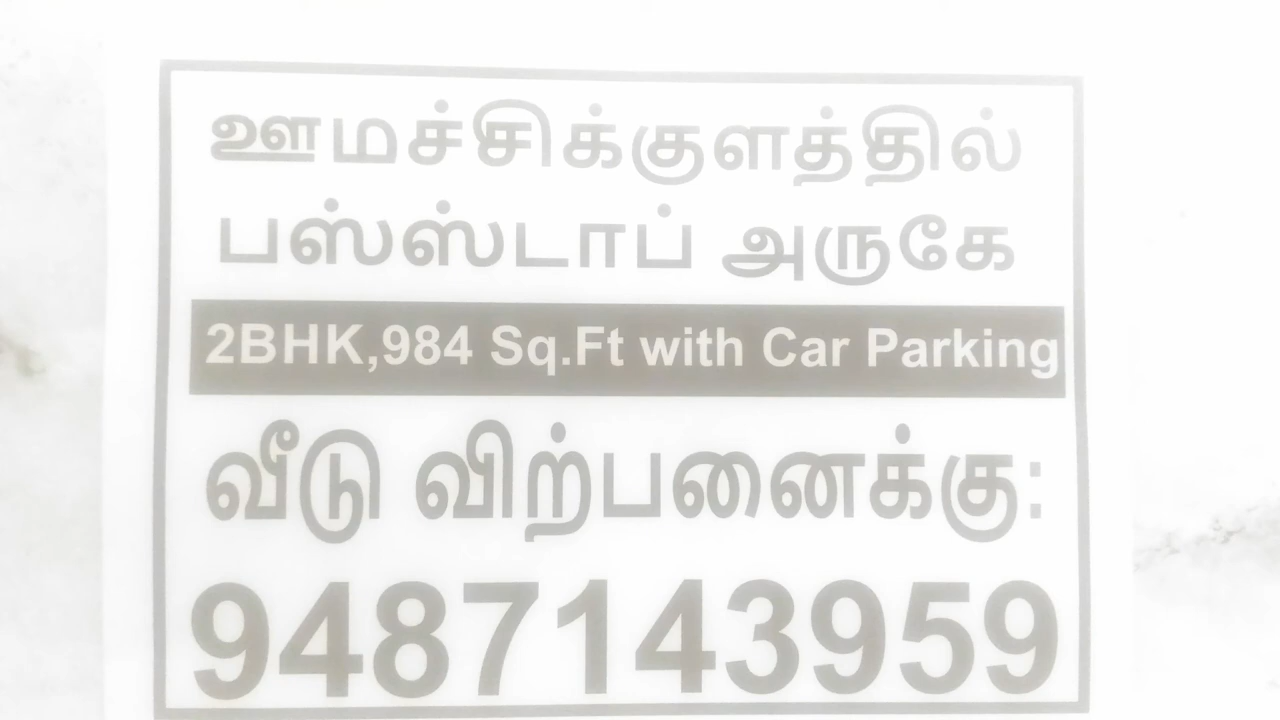 ஊமச்சிக்குளத்தில்
பஸ்ஸ்டாப் அருகே
2BHK,984 Sq.Ft with Car Parking
வீடு விற்பனைக்கு:
9487143959